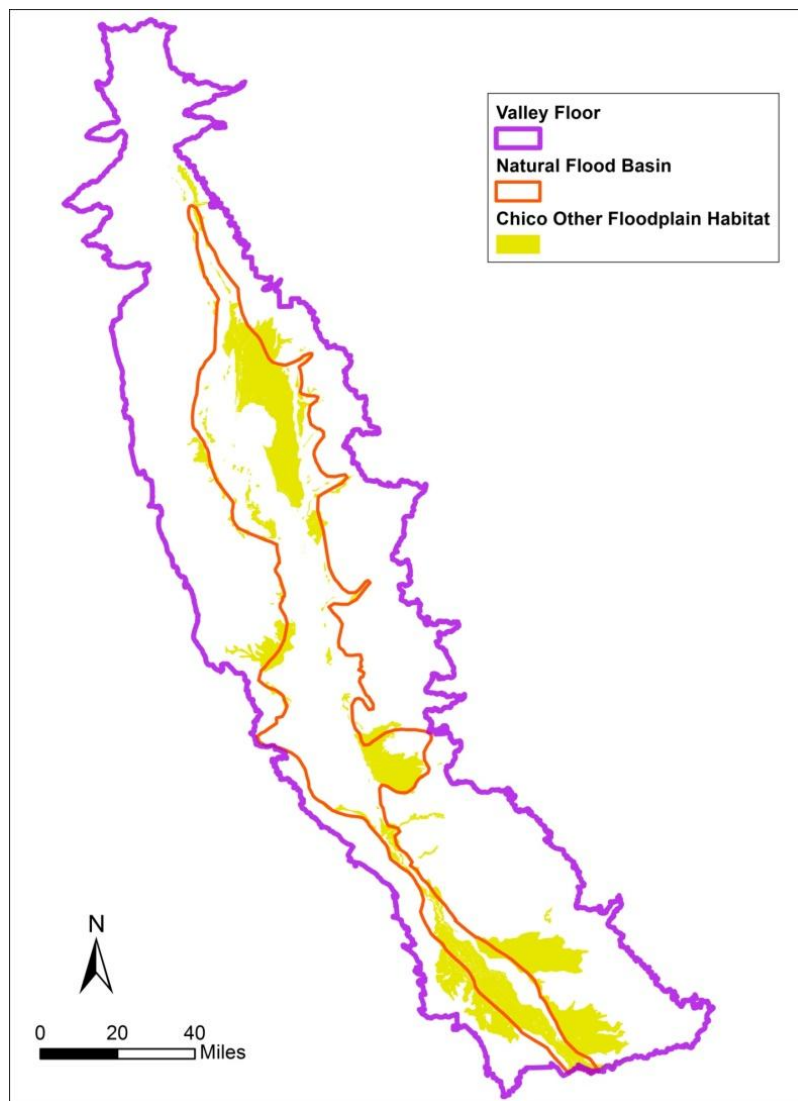 Valley Floor
Natural Flood Basin
Chico Other Floodplain Habitat
N
0 20 40
Miles